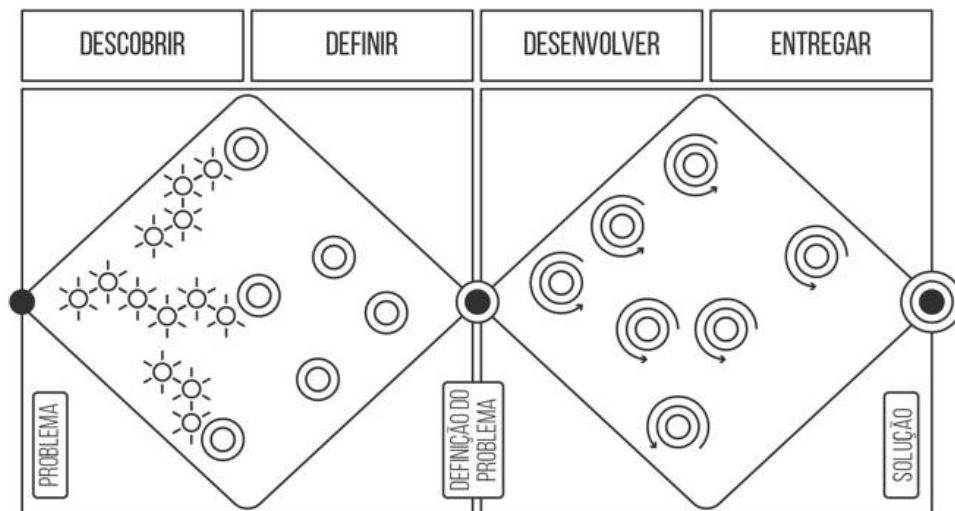 DESCOBRIR
DEFINIR
DESENVOLVER
ENTREGAR
PROBLEMA
DEFINIÇÃO DO
PROBLEMA
SOLUÇÃO